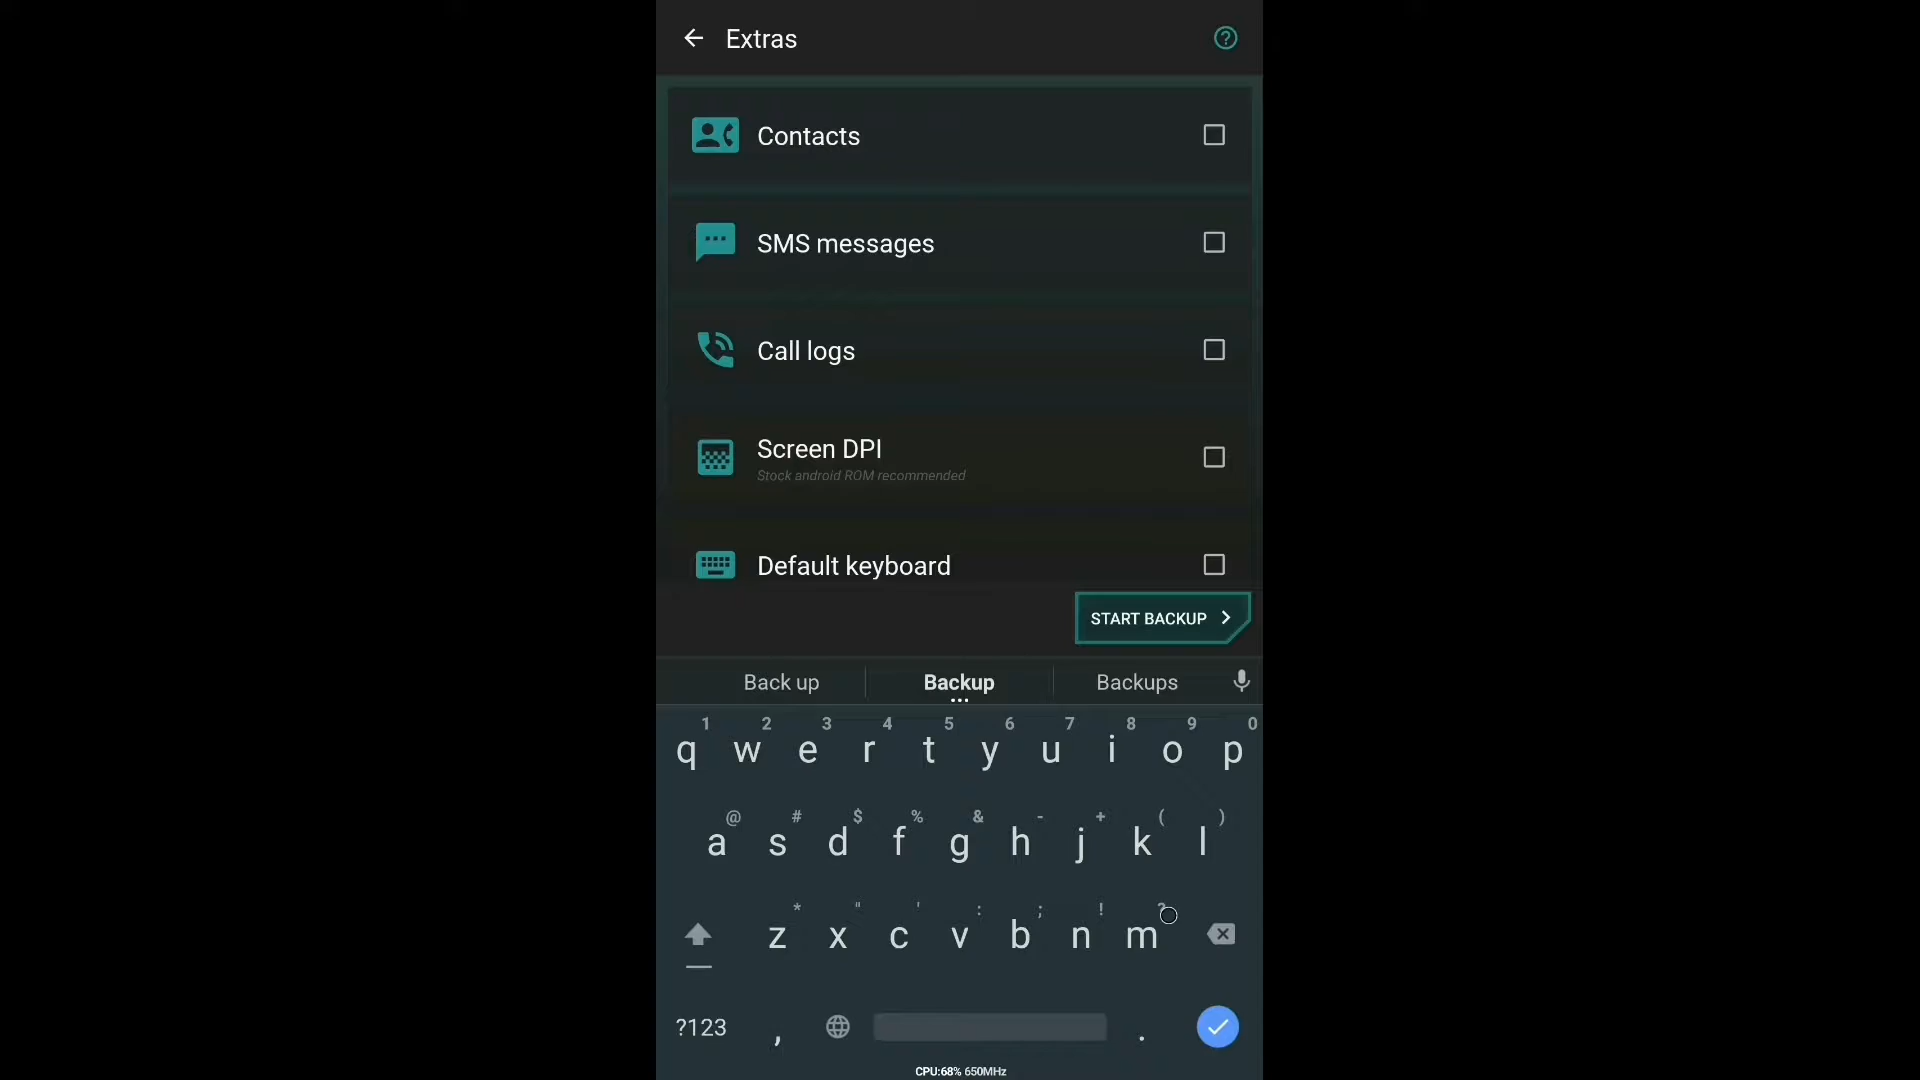 Extras
Contacts
SMS messages
Call logs
Screen DPI
Stock android ROM recommended
Default keyboard
START BACKUP
Back up Backup Backups
1 2 3 4 5 6 7 8 9 0
q w e r t y u i o p
@ # $ % & - + ( )
a s d f g h j k l
* " ' : ; ! ?
z x c v b n m
?123 , .
CPU:68% 650MHz